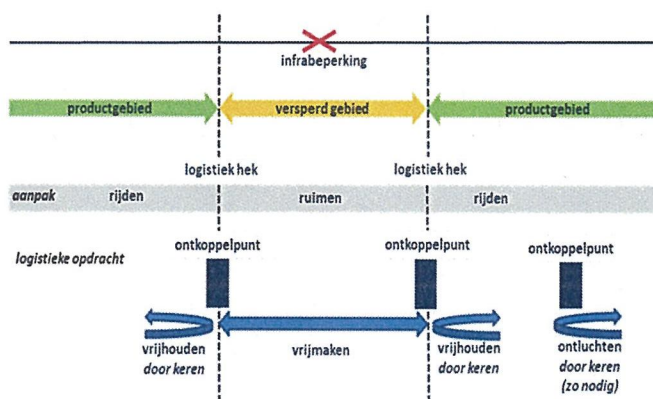 infrabeperking
productgebied versperd gebied productgebied
logistiek hek logistiek hek
aanpak rijden ruimen rijden
logistieke opdracht
ontkoppelpunt ontkoppelpunt ontkoppelpunt
vrijhouden vrijmaken vrijhouden ontluchten
door keren door keren door keren
(zo nodig)